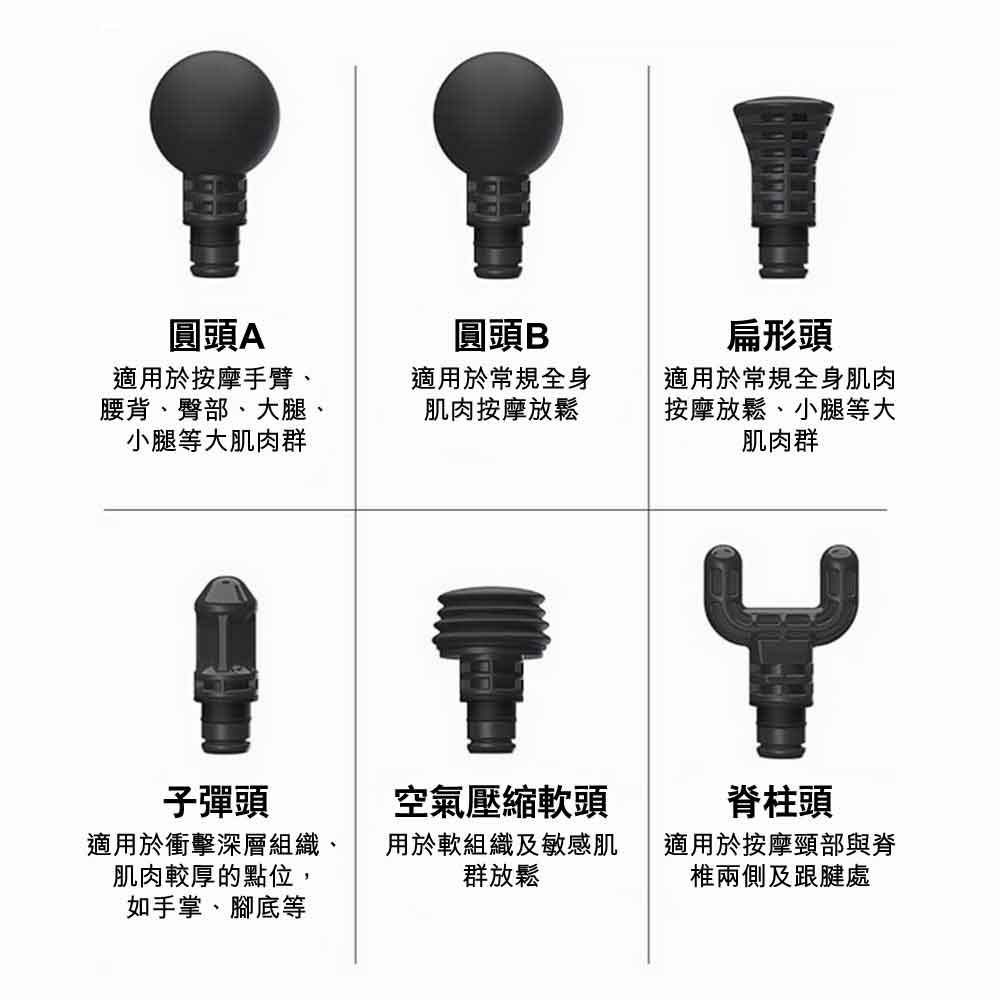 圓頭A
適用於按摩手臂、
腰背、臀部、大腿、
小腿等大肌肉群
圓頭B
適用於常規全身
肌肉按摩放鬆
扁形頭
適用於常規全身肌肉
按摩放鬆、小腿等大
肌肉群
子彈頭
適用於衝擊深層組織、
肌肉較厚的點位，
如手掌、腳底等
空氣壓縮軟頭
用於軟組織及敏感肌
群放鬆
脊柱頭
適用於按摩頸部與脊
椎兩側及跟腱處